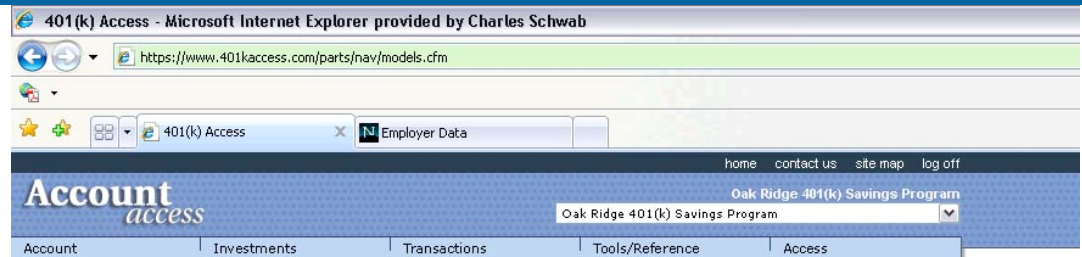 401(k) Access - Microsoft Internet Explorer provided by Charles Schwab
https://www.401kaccess.com/parts/nav/models.cfm
401(k) Access X Employer Data
home contact us site map log off
Account
access
Oak Ridge 401(k) Savings Program
Oak Ridge 401(k) Savings Program
Account Investments Transactions Tools/Reference Access